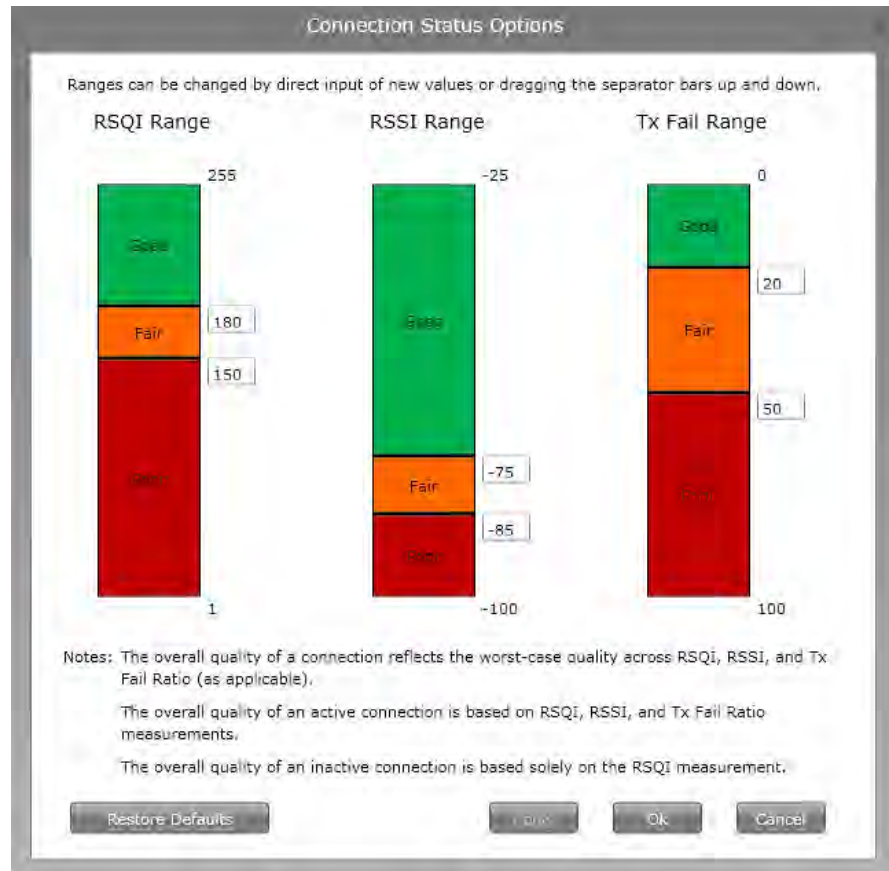 Connection Status Options
Ranges can be changed by direct input of new values or dragging the separator bars up and down.
RSQI Range
RSSI Range
Tx Fail Range
255
-25
0
Good
Good
Good
20
180
Fair
Fair
150
50
-75
Fair
-85
1
-100
100
Notes: The overall quality of a connection reflects the worst-case quality across RSQI, RSSI, and Tx
Fail Ratio (as applicable).
The overall quality of an active connection is based on RSQI, RSSI, and Tx Fail Ratio
measurements.
The overall quality of an inactive connection is based solely on the RSQI measurement.
Restore Defaults
Ok
Cancel